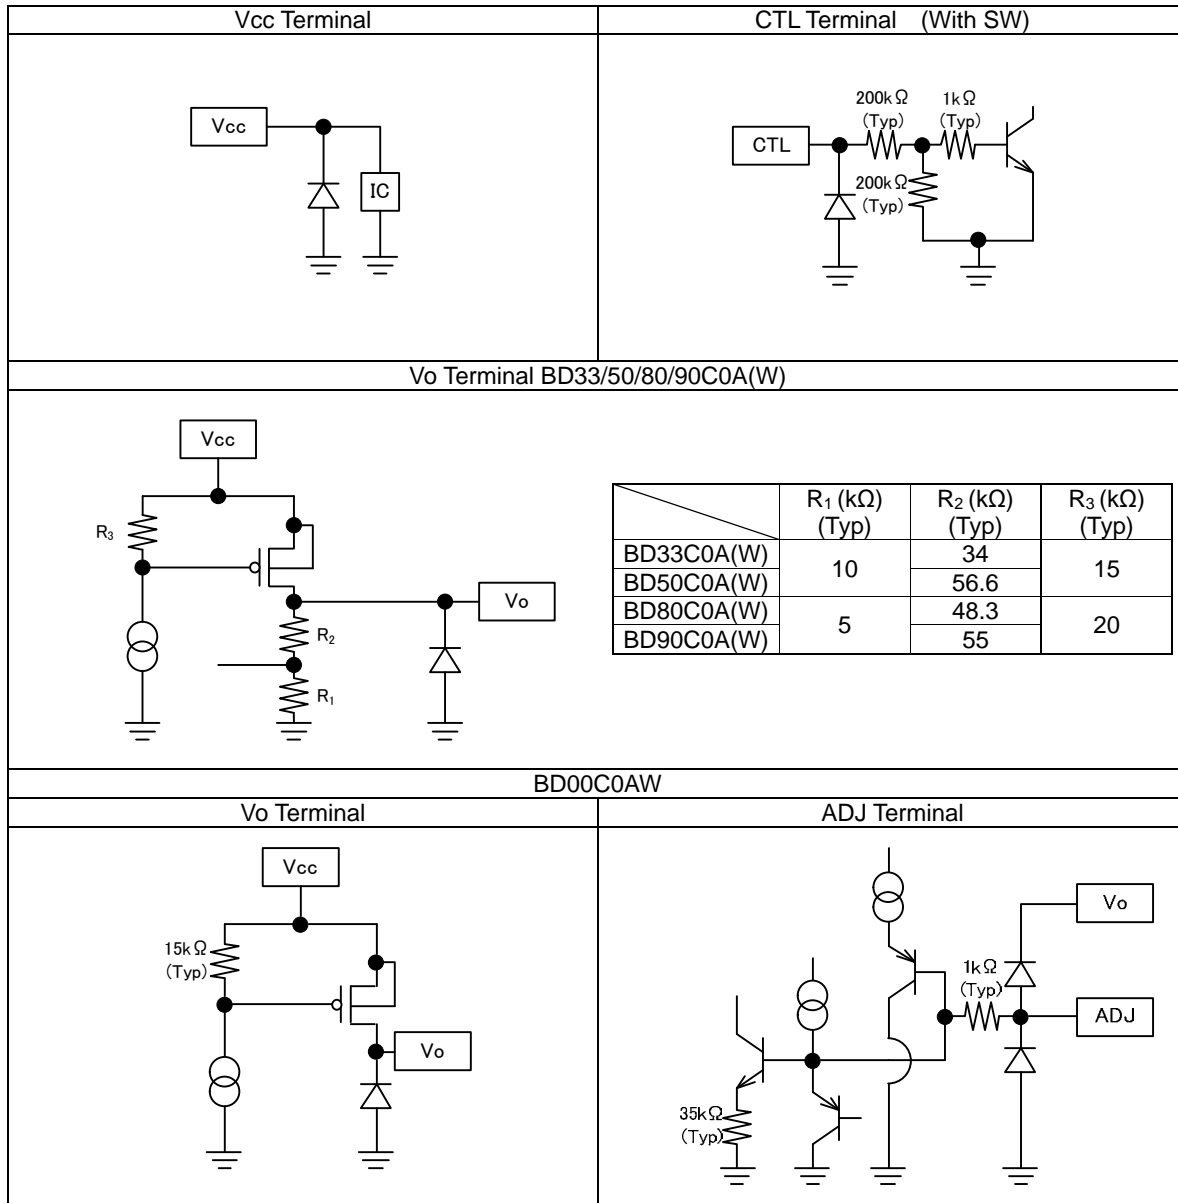 Vcc Terminal
CTL Terminal (With SW)
Vcc
IC
200kΩ
(Typ)
1kΩ
(Typ)
CTL
200kΩ
(Typ)
Vo Terminal BD33/50/80/90C0A(W)
Vcc
R3
Vo
R2
R1
R1 (kΩ) (Typ) R2 (kΩ) (Typ) R3 (kΩ) (Typ)
BD33C0A(W) 10 34 15
BD50C0A(W) 56.6
BD80C0A(W) 5 48.3 20
BD90C0A(W) 55
BD00C0AW
Vo Terminal
ADJ Terminal
Vcc
15kΩ
(Typ)
Vo
Vo
1kΩ
(Typ)
ADJ
35kΩ
(Typ)